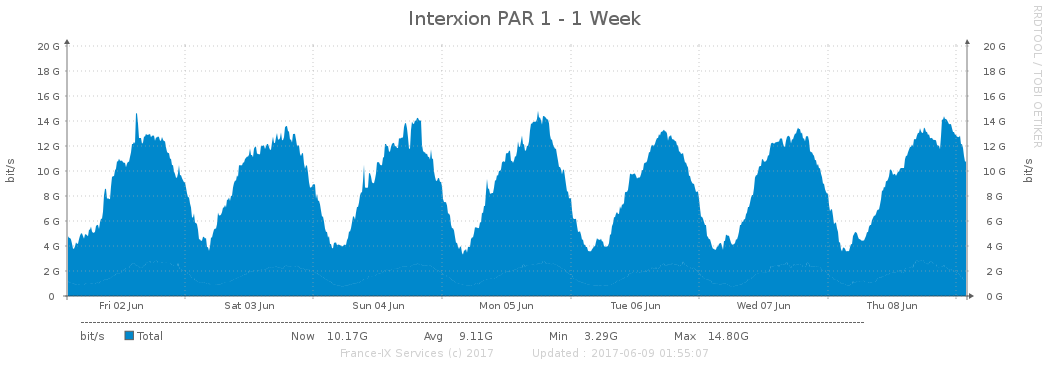 Interxion PAR 1 - 1 Week
RRDTOOL / TOBI OETIKER
20 G 20 G
18 G 18 G
16 G 16 G
14 G 14 G
12 G 12 G
10 G 10 G
8 G 8 G
6 G 6 G
4 G 4 G
2 G 2 G
0 0 G
bit/s
bit/s
Fri 02 Jun Sat 03 Jun Sun 04 Jun Mon 05 Jun Tue 06 Jun Wed 07 Jun Thu 08 Jun
bit/s Total Now 10.17G Avg 9.11G Min 3.29G Max 14.80G
France-IX Services (c) 2017 Updated : 2017-06-09 01:55:07